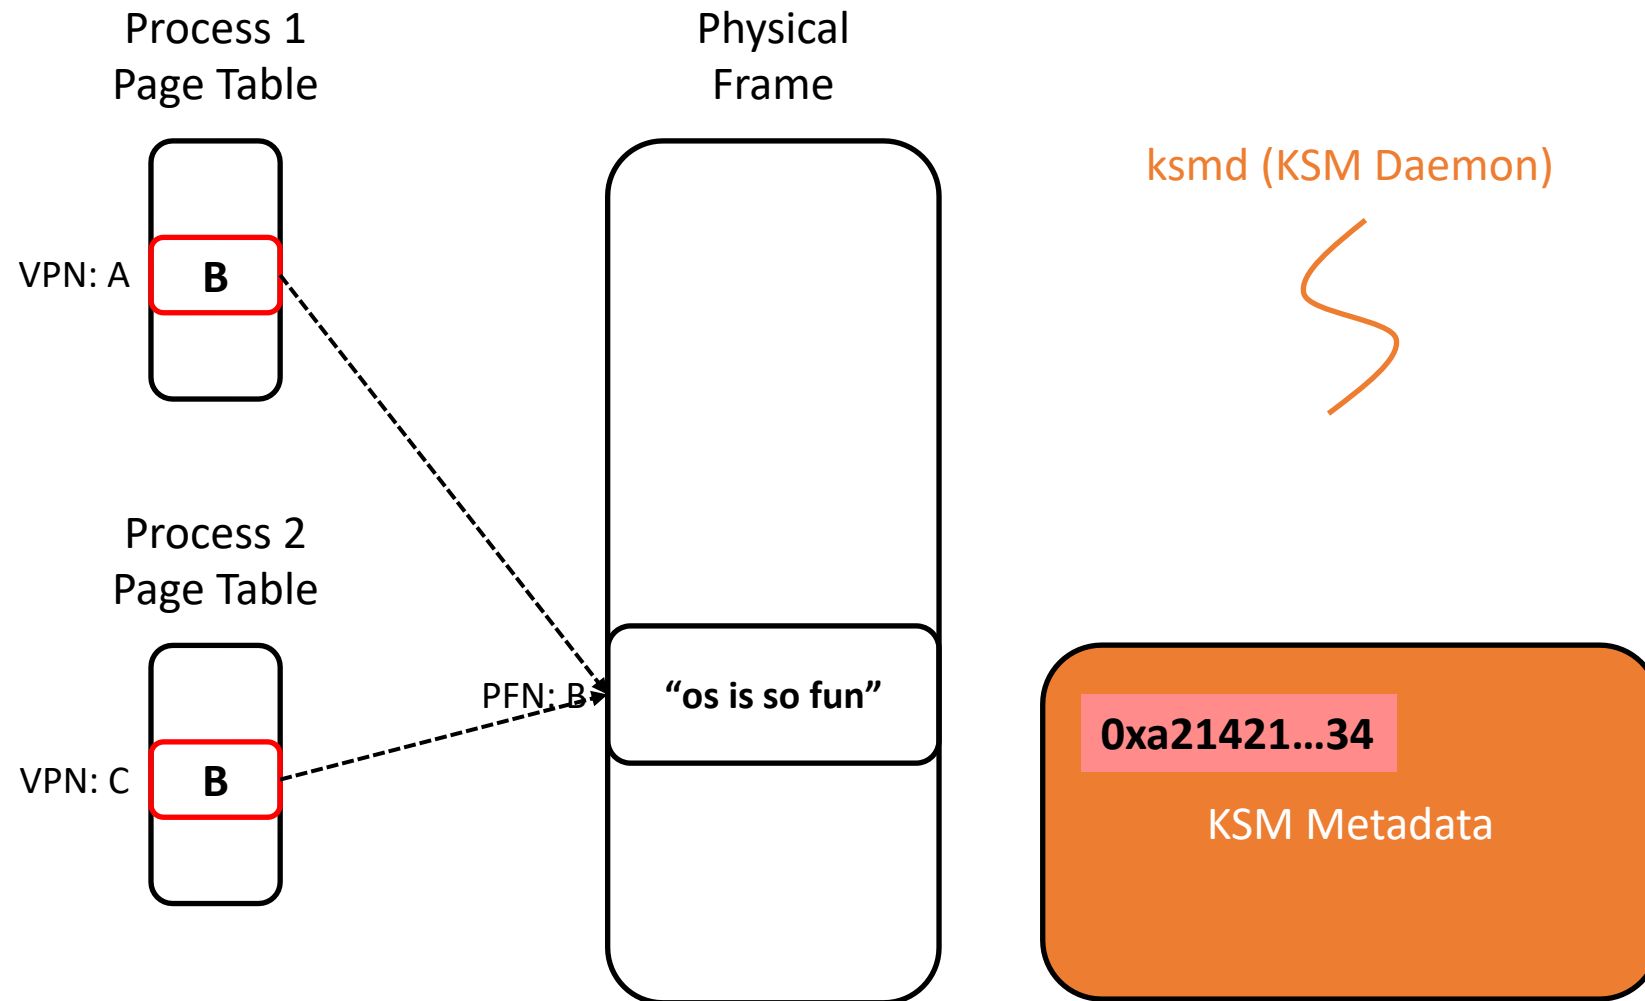 Process 1
Page Table
VPN: A
B
Process 2
Page Table
VPN: C
B
Physical
Frame
PFN: B
“os is so fun”
ksmd (KSM Daemon)
0xa21421...34
KSM Metadata